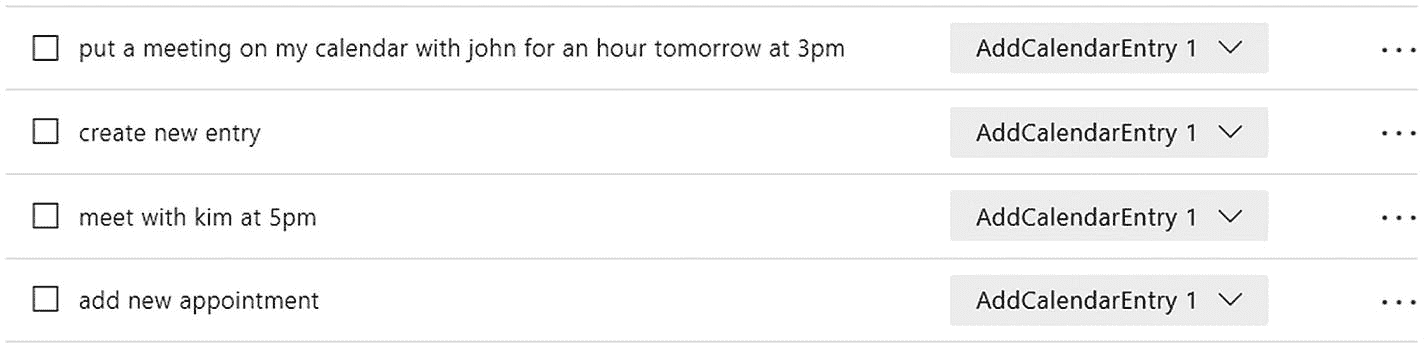 put a meeting on my calendar with john for an hour tomorrow at 3pm AddCalendarEntry 1 ...
create new entry AddCalendarEntry 1 ...
meet with kim at 5pm AddCalendarEntry 1 ...
add new appointment AddCalendarEntry 1 ...